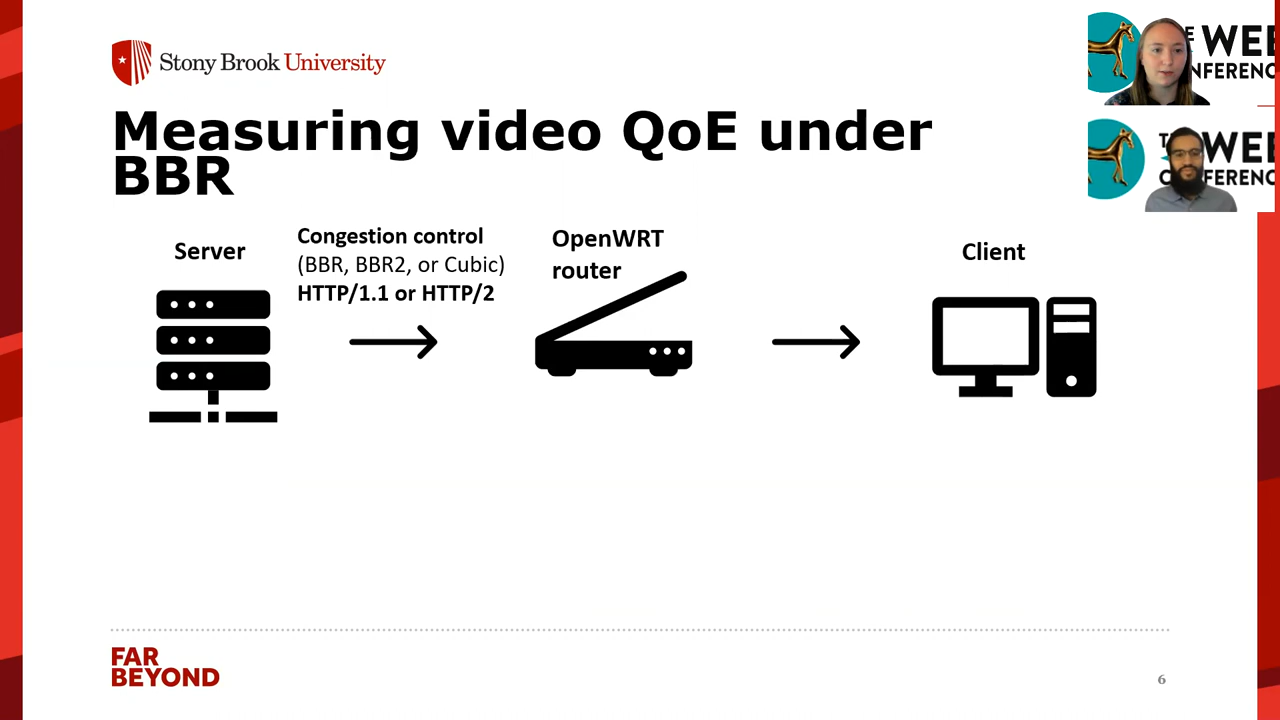 Stony Brook University
Measuring video QoE under
BBR
Server
Congestion control
(BBR, BBR2, or Cubic)
HTTP/1.1 or HTTP/2
OpenWRT
router
Client
FAR
BEYOND
6